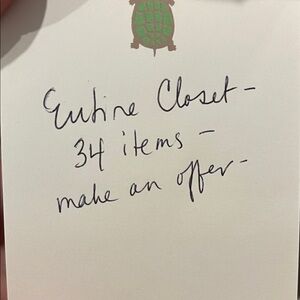 Entire Closet -
34 items -
make an offer -